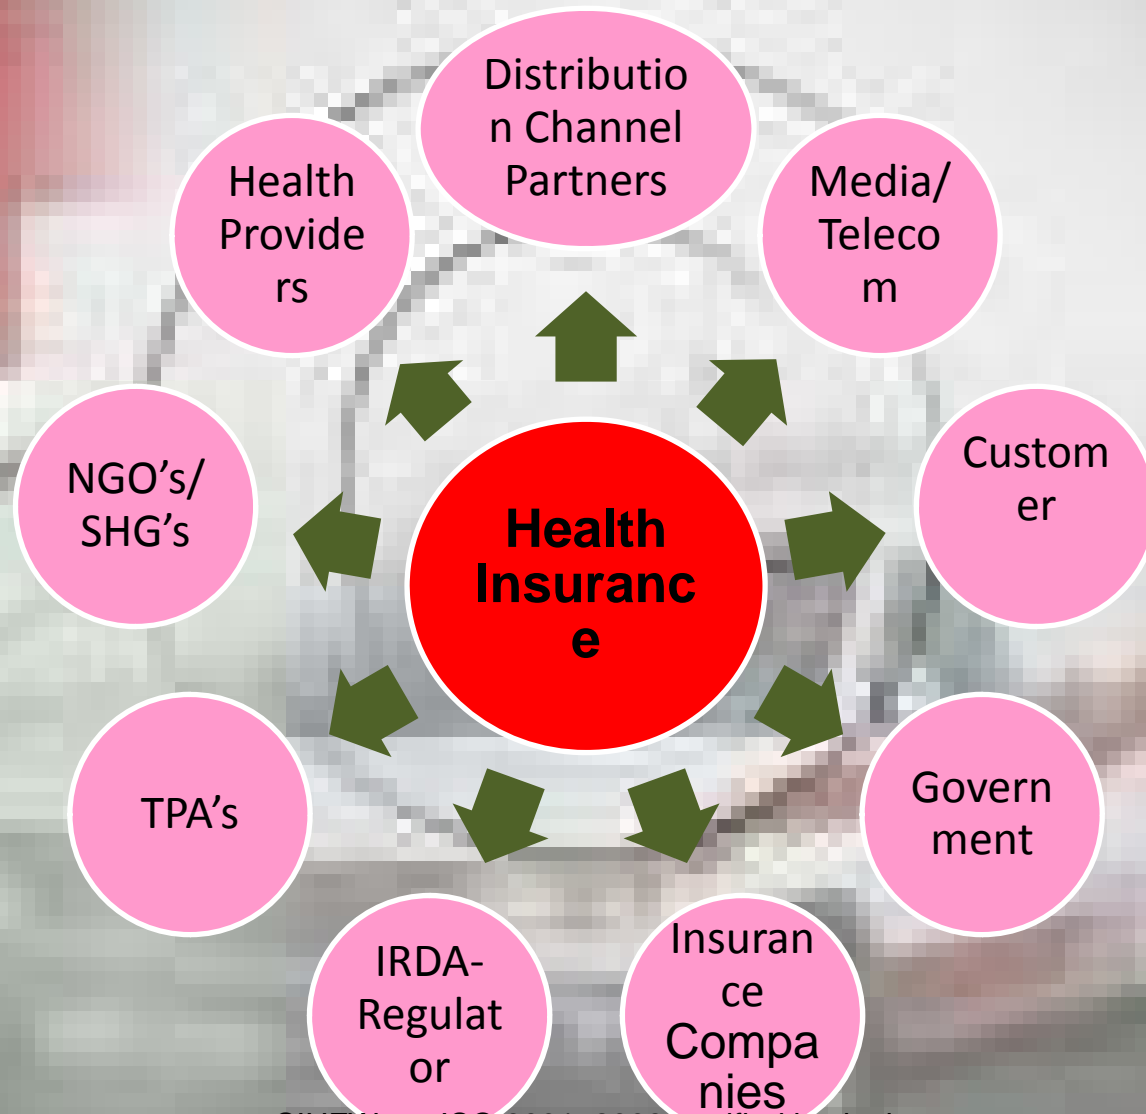 Distributio
n Channel
Partners
Health
Provide
rs
Media/
Teleco
m
NGO's/
SHG's
Custom
er
Health
Insuranc
e
TPA's
Govern
ment
IRDA-
Regulat
or
Insuran
ce
Compa
nies